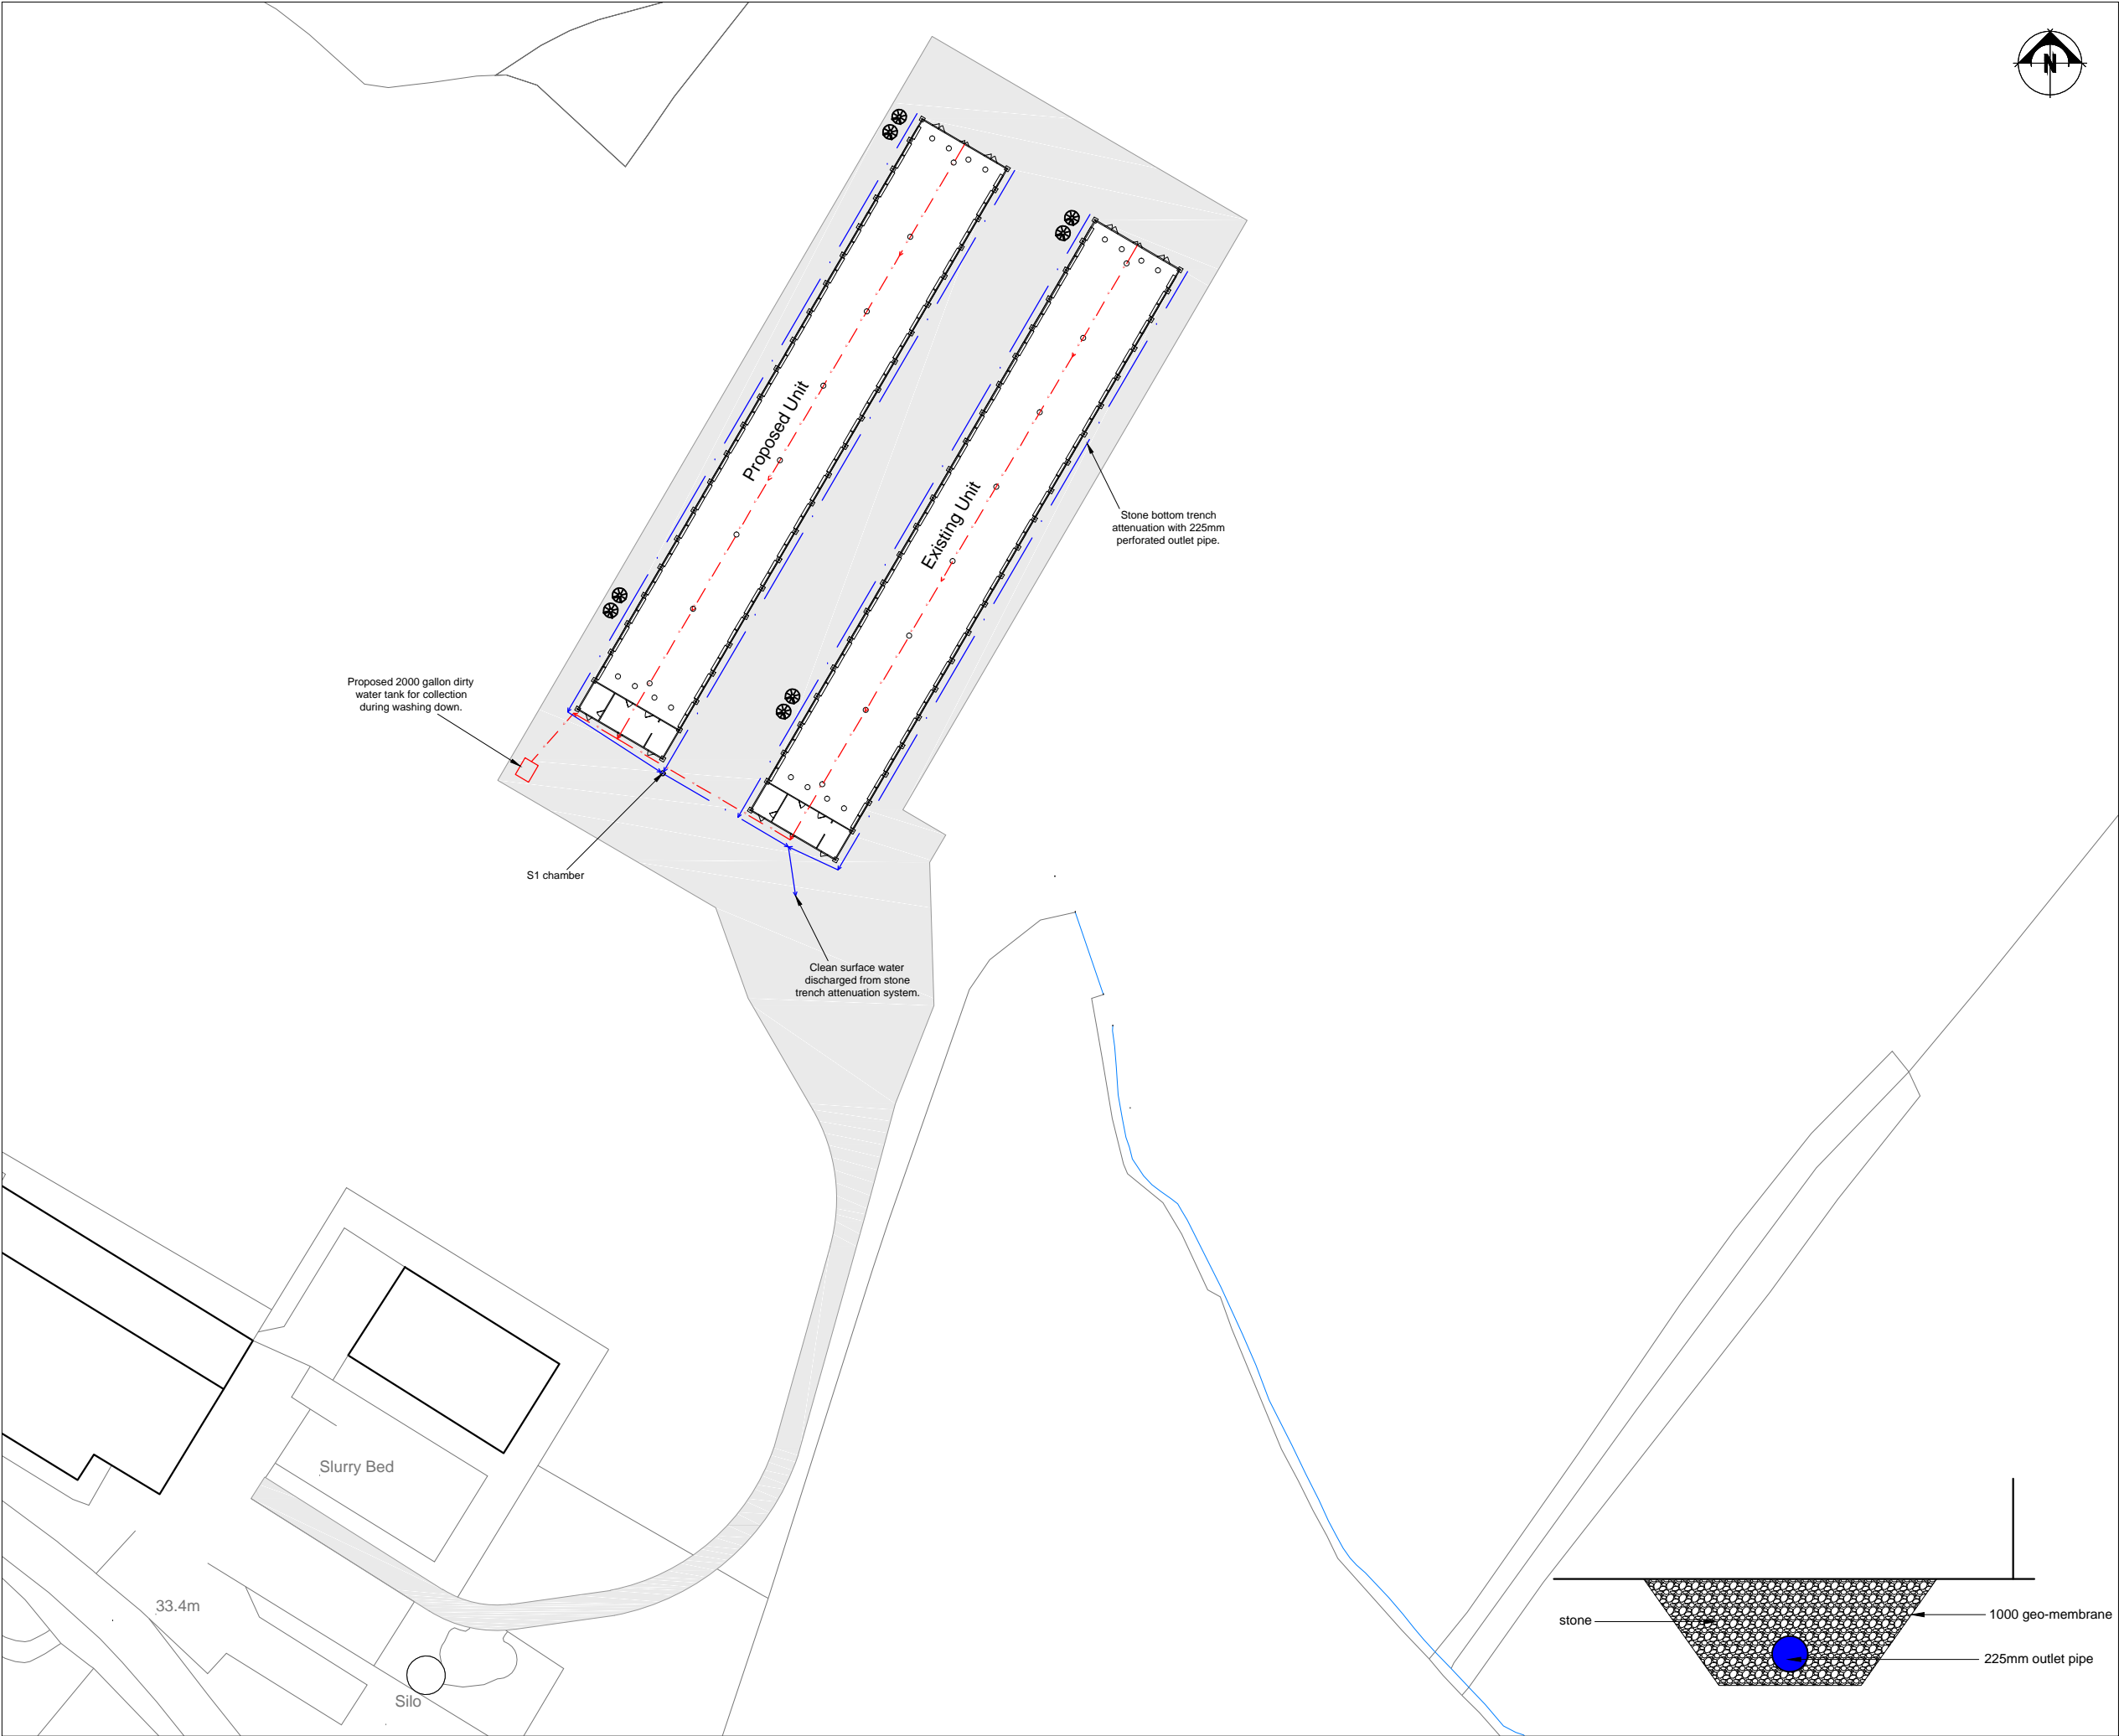 N
Proposed Unit
Existing Unit
Stone bottom trench
attenuation with 225mm
perforated outlet pipe.
Proposed 2000 gallon dirty
water tank for collection
during washing down.
S1 chamber
Clean surface water
discharged from stone
trench attenuation system.
Slurry Bed
33.4m
Silo
stone
1000 geo-membrane
225mm outlet pipe